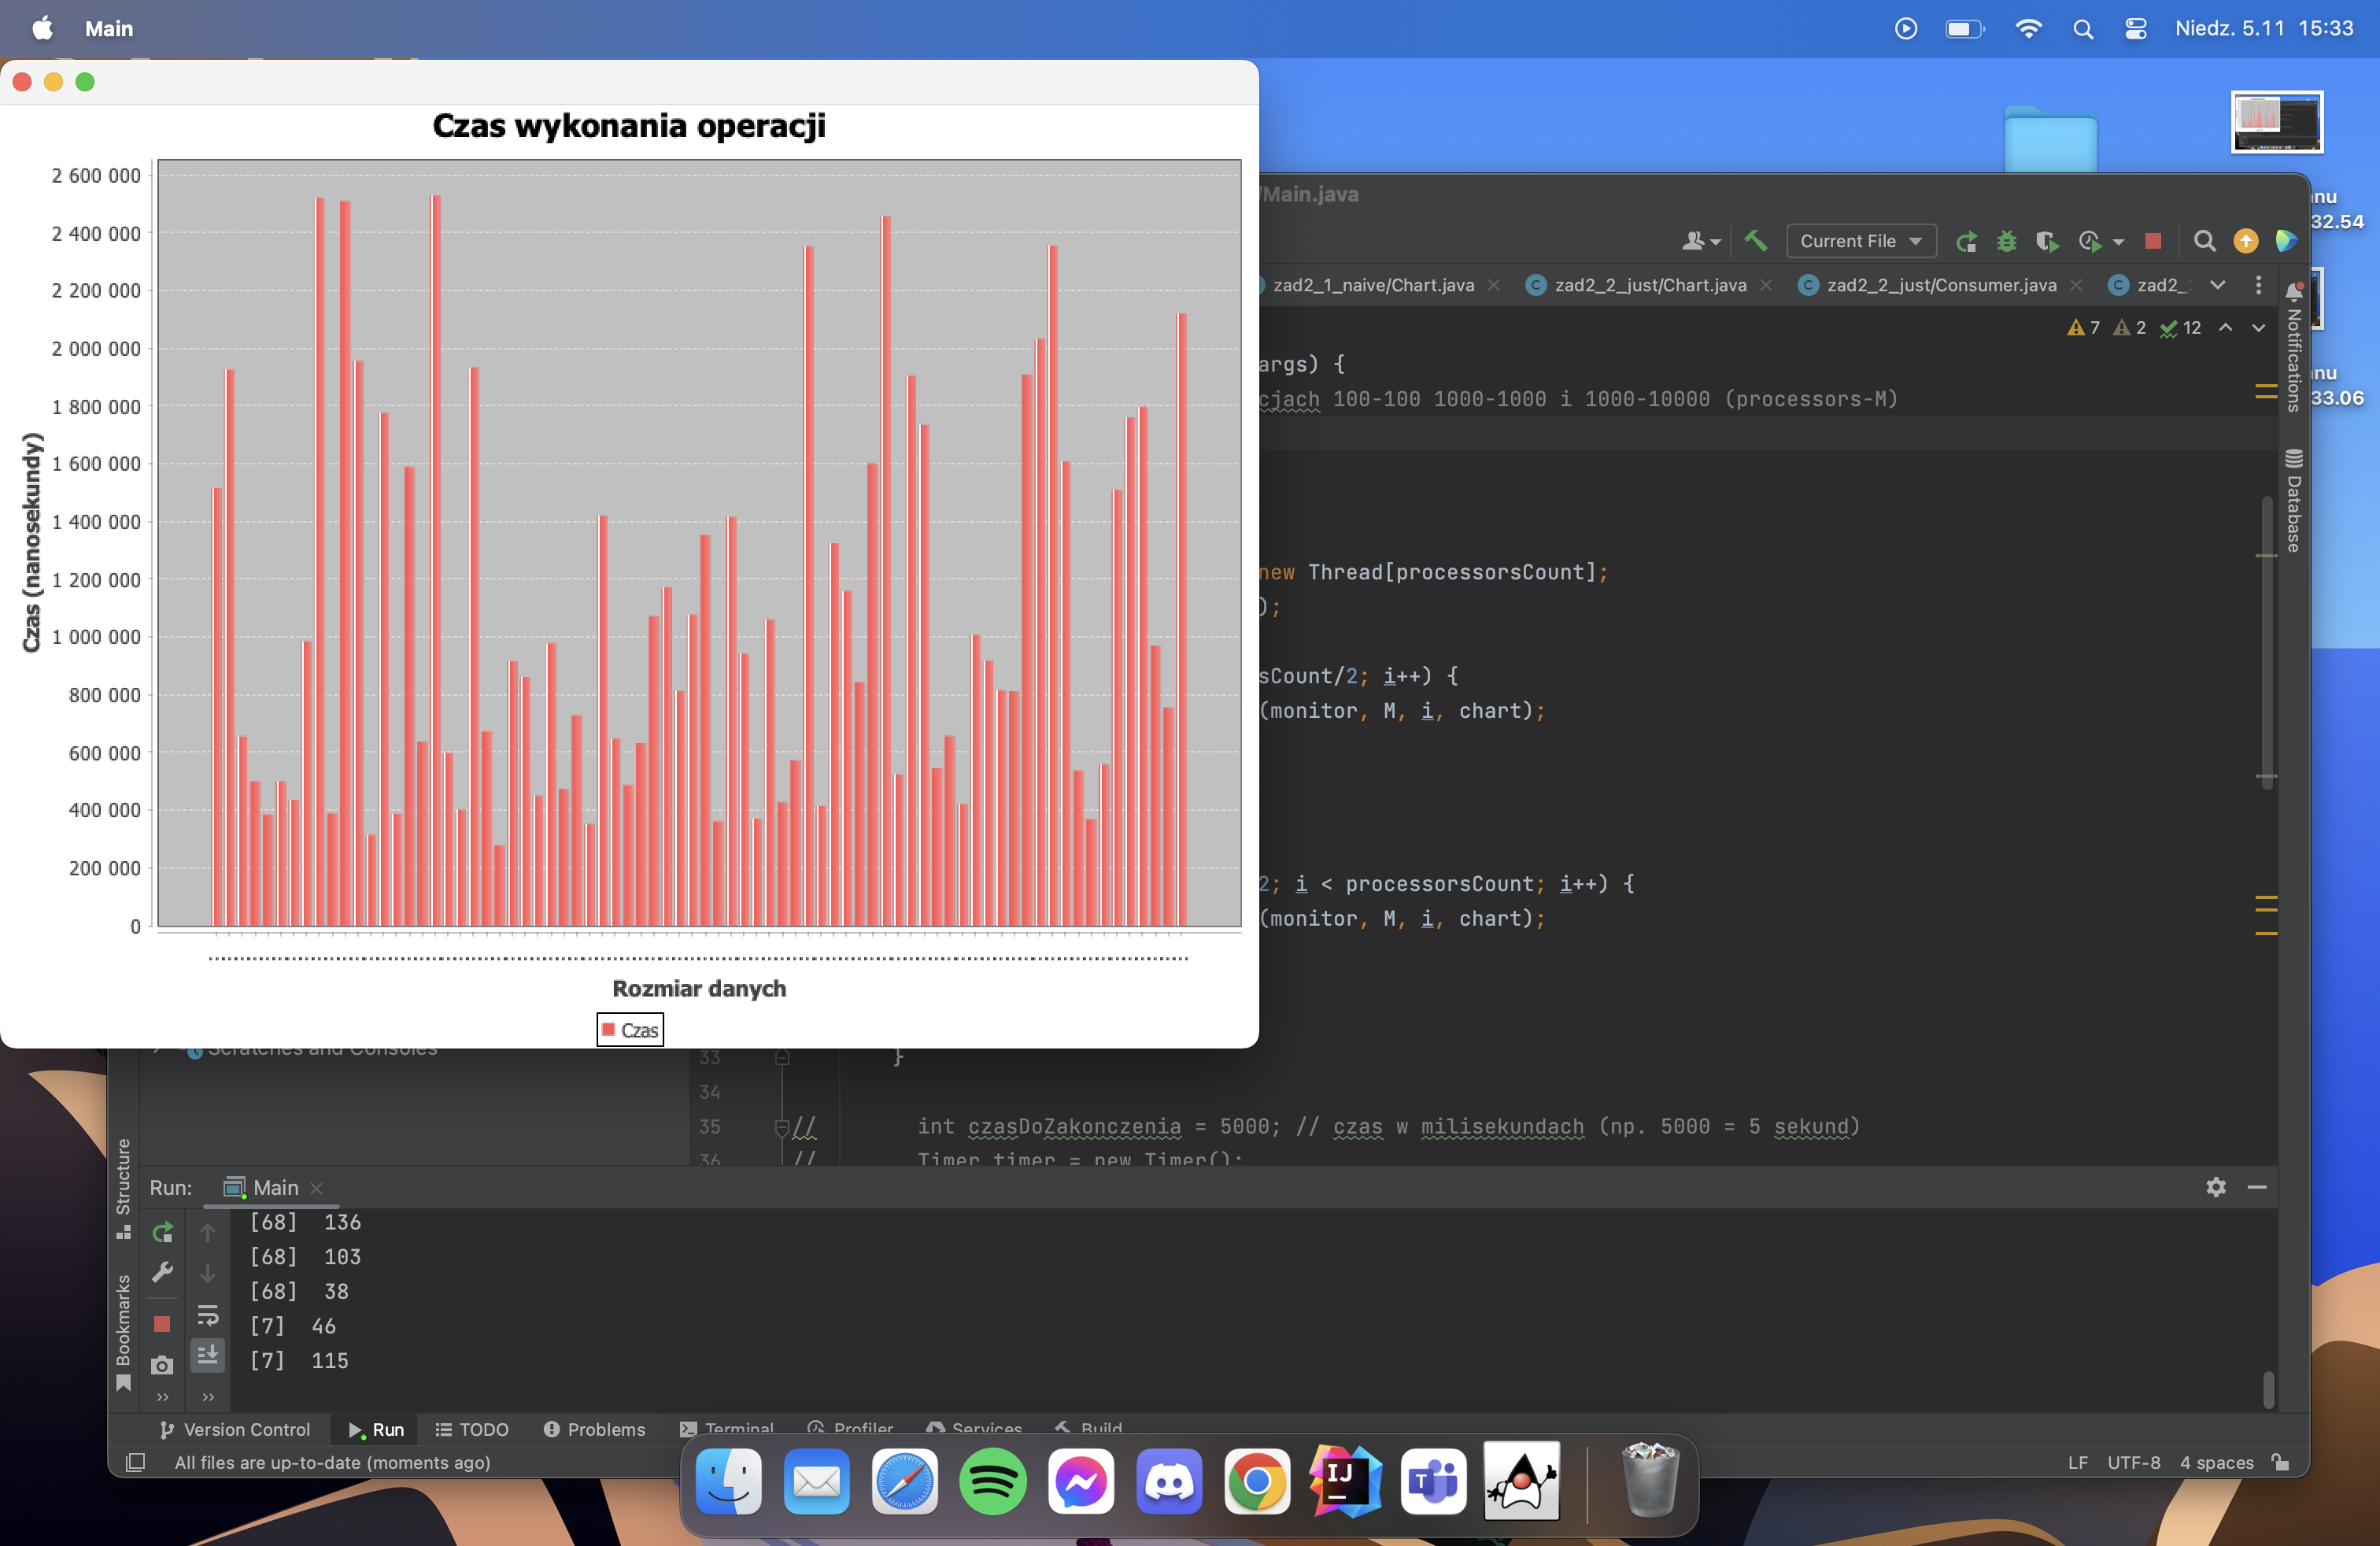 Main
Niedz. 5.11 15:33
Czas wykonania operacji
2 600 000
2 400 000
2 200 000
2 000 000
1 800 000
1 600 000
1 400 000
1 200 000
1 000 000
800 000
600 000
400 000
200 000
0
Czas (nanosekundy)
Rozmiar danych
Czas
32.54
33.06
/Main.java
Current File
zad2_1_naive/Chart.java
zad2_2_just/Chart.java
zad2_2_just/Consumer.java
zad2_
7 2 12
args) {
cjach 100-100 1000-1000 i 1000-10000 (processors-M)
new Thread[processorsCount];
);
sCount/2; i++) {
(monitor, M, i, chart);
2; i < processorsCount; i++) {
(monitor, M, i, chart);
Notifications
Database
Scratches and Consoles
33 }
34
35 // int czasDoZakonczenia = 5000; // czas w milisekundach (np. 5000 = 5 sekund)
36 // Timer timer = new Timer();
Structure
Bookmarks
Run: Main
[68] 136
[68] 103
[68] 38
[7] 46
[7] 115
Version Control
Run
TODO
Problems
Terminal
Profiler
Services
Build
All files are up-to-date (moments ago)
LF UTF-8 4 spaces
IJ
T